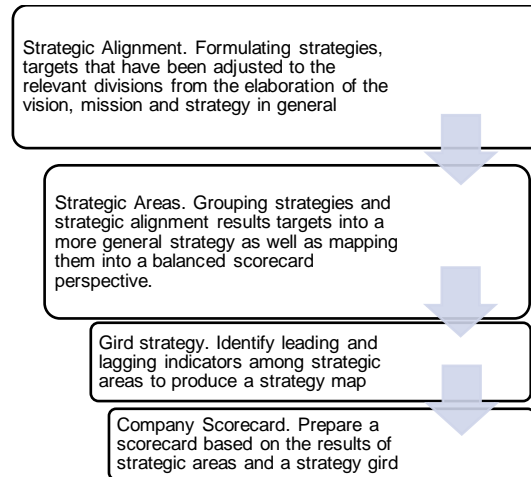 Strategic Alignment. Formulating strategies,
targets that have been adjusted to the
relevant divisions from the elaboration of the
vision, mission and strategy in general
Strategic Areas. Grouping strategies and
strategic alignment results targets into a
more general strategy as well as mapping
them into a balanced scorecard
perspective.
Gird strategy. Identify leading and
lagging indicators among strategic
areas to produce a strategy map
Company Scorecard. Prepare a
scorecard based on the results of
strategic areas and a strategy gird